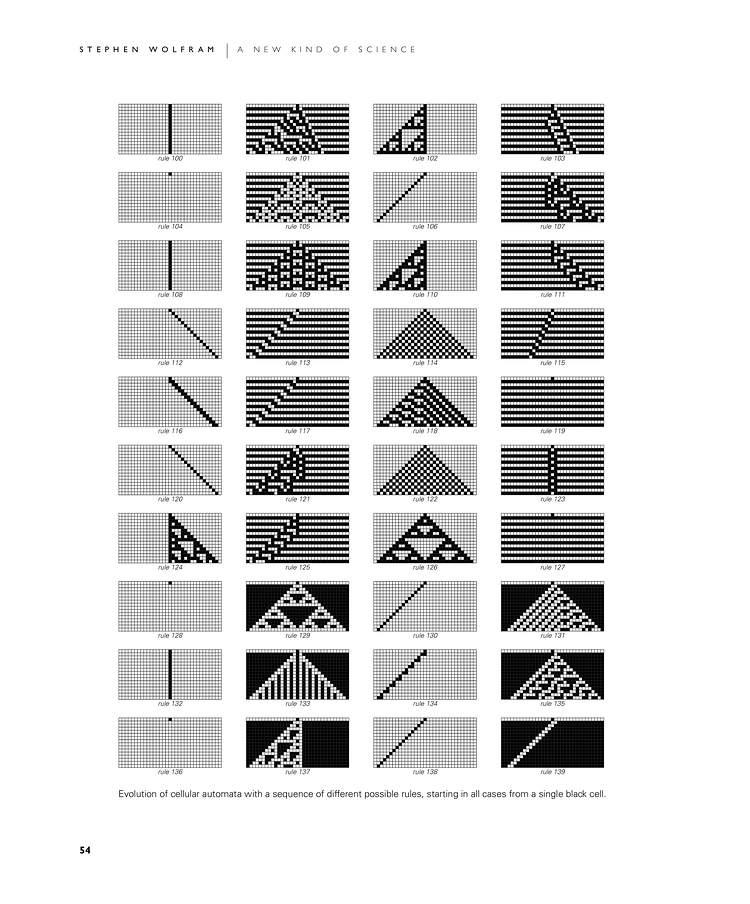 STEPHEN WOLFRAM | A NEW KIND OF SCIENCE
rule 100 rule 101 rule 102 rule 103
rule 104 rule 105 rule 106 rule 107
rule 108 rule 109 rule 110 rule 111
rule 112 rule 113 rule 114 rule 115
rule 116 rule 117 rule 118 rule 119
rule 120 rule 121 rule 122 rule 123
rule 124 rule 125 rule 126 rule 127
rule 128 rule 129 rule 130 rule 131
rule 132 rule 133 rule 134 rule 135
rule 136 rule 137 rule 138 rule 139
Evolution of cellular automata with a sequence of different possible rules, starting in all cases from a single black cell.
54